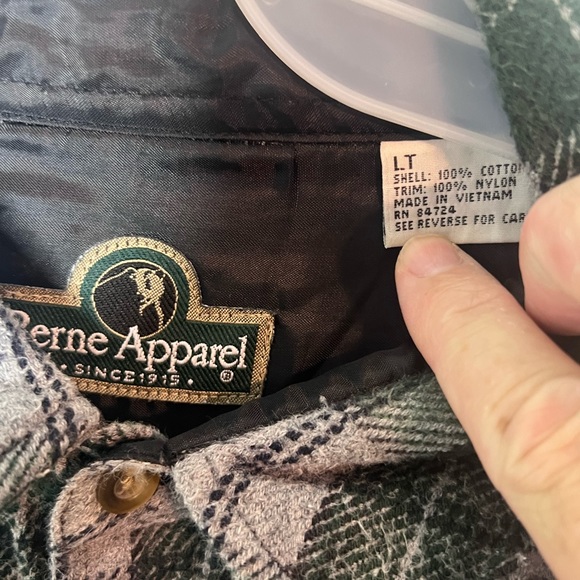 LT
SHELL: 100% COTTO
TRIM: 100% NYLON
MADE IN VIETNAM
RN 84724
SEE REVERSE FOR CAR
Berne Apparel
• SINCE 1915 • ®